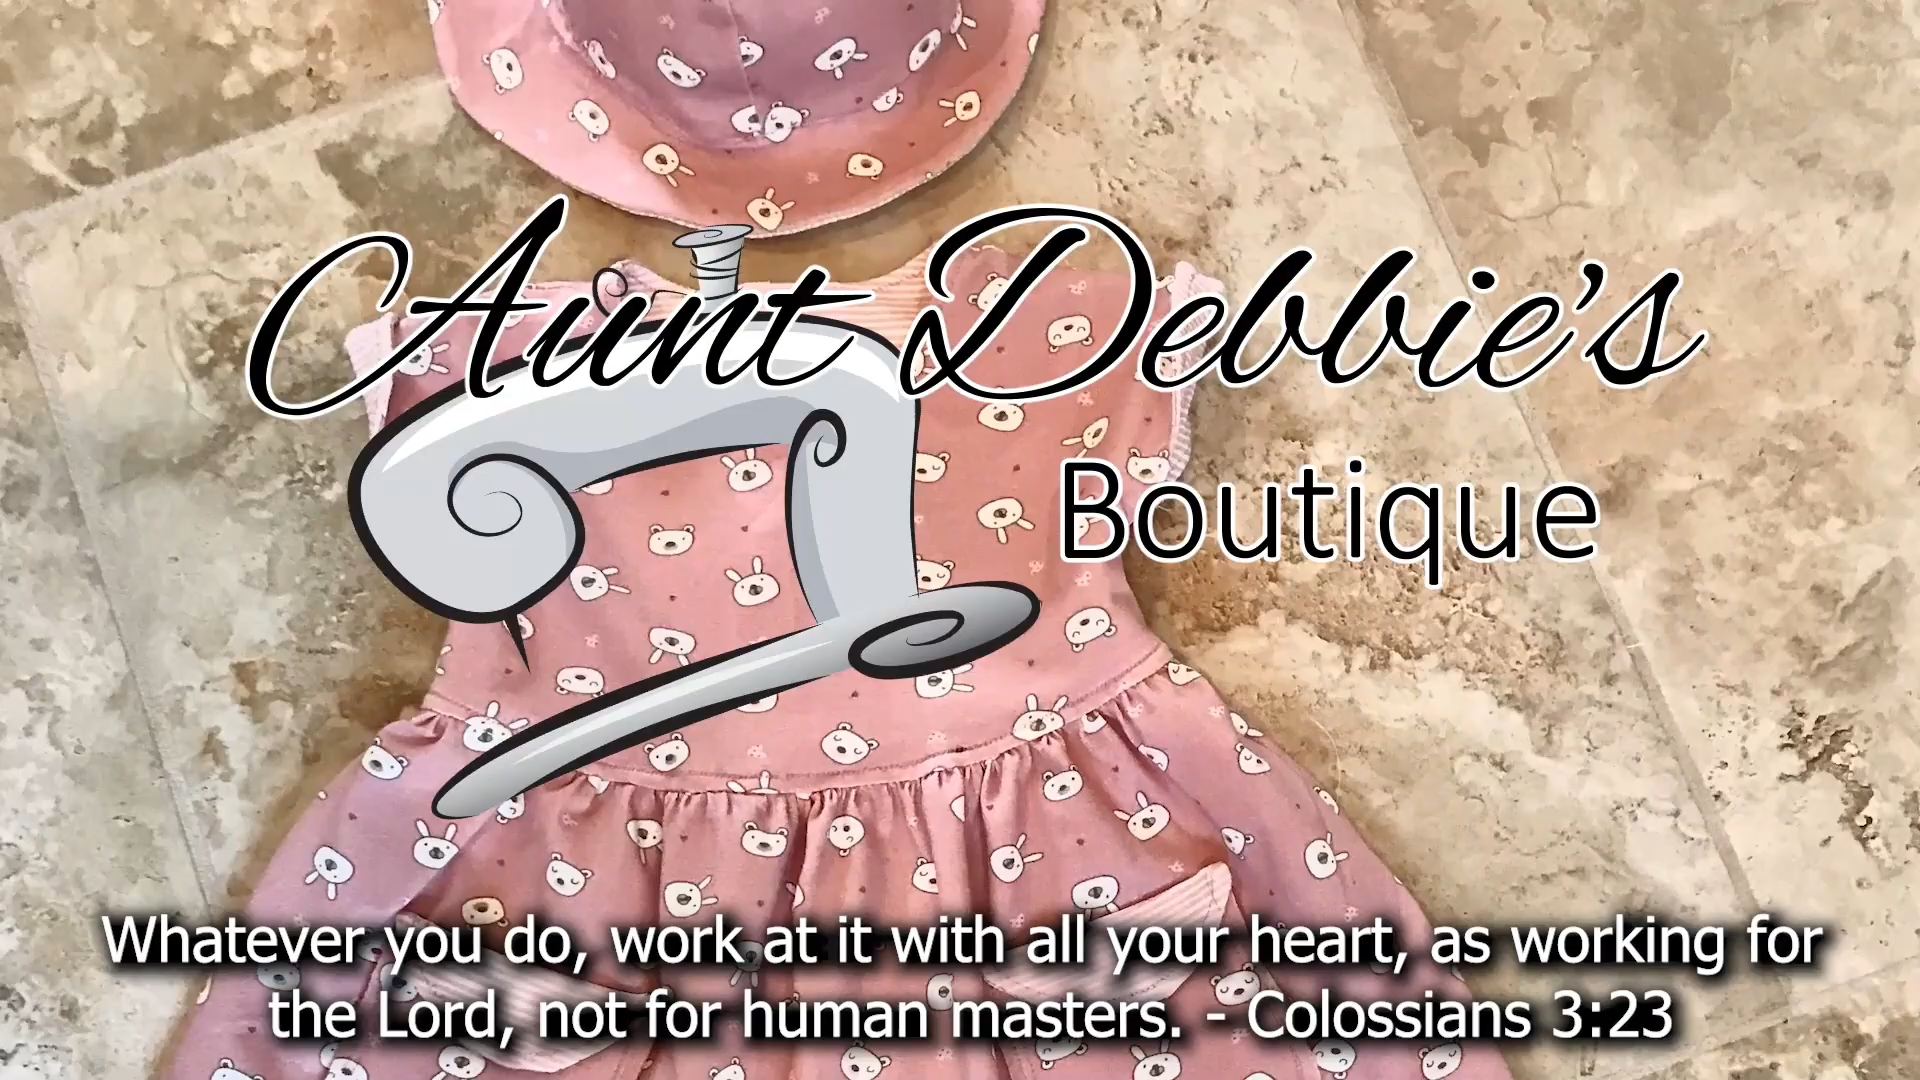 Aunt Debbie's
Boutique
Whatever you do, work at it with all your heart, as working for
the Lord, not for human masters. - Colossians 3:23